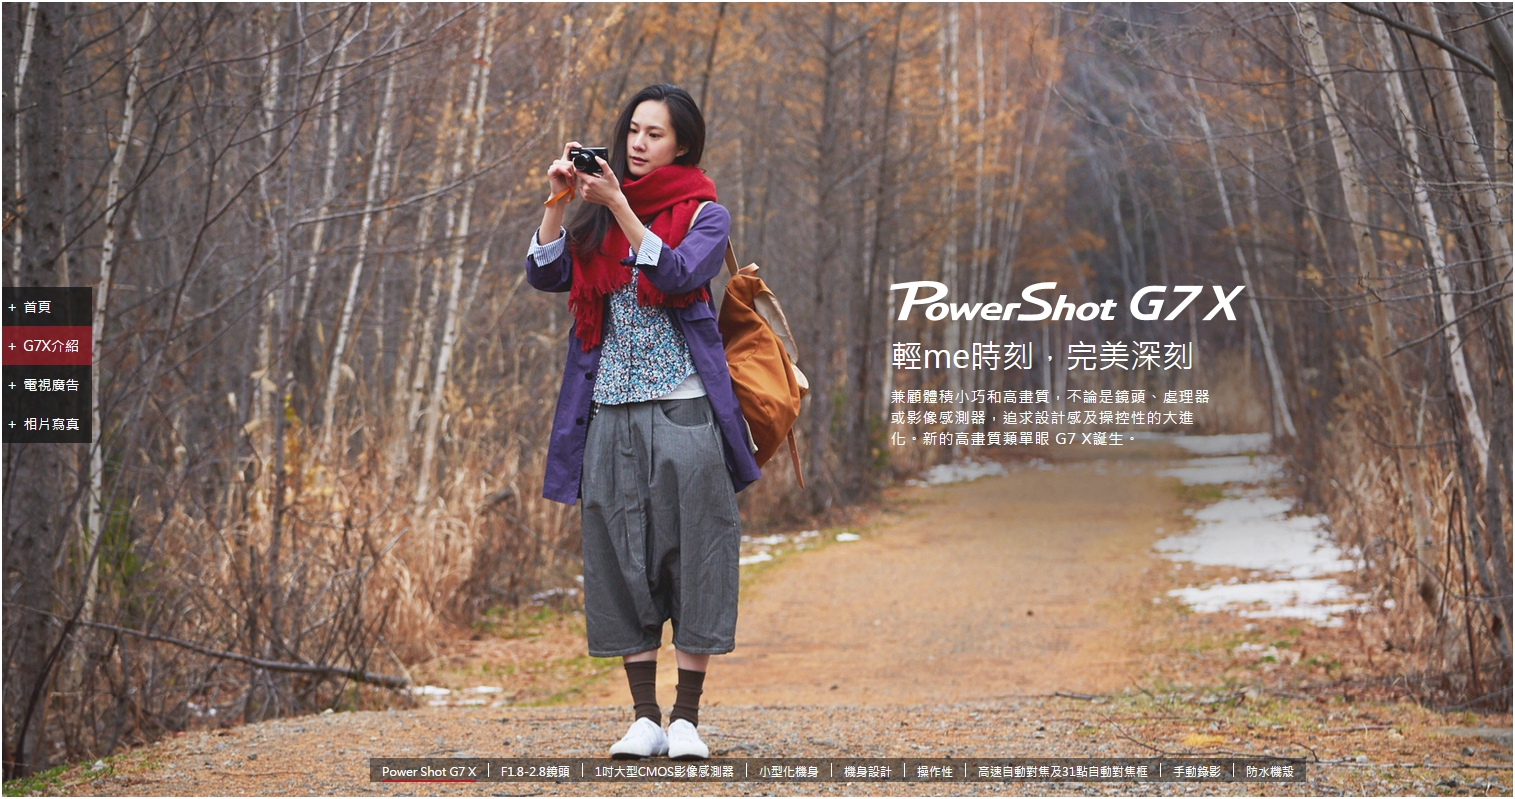 PowerShot G7 X
輕me時刻，完美深刻
兼顧體積小巧和高畫質，不論是鏡頭、處理器
或影像感測器，追求設計感及操控性的大進
化。新的高畫質類單眼 G7 X誕生。
+ 首頁
+ G7X介紹
+ 電視廣告
+ 相片寫真
Power Shot G7 X | F1.8-2.8鏡頭 | 1吋大型CMOS影像感測器 | 小型化機身 | 機身設計 | 操作性 | 高速自動對焦及31點自動對焦框 | 手動錄影 | 防水機殼